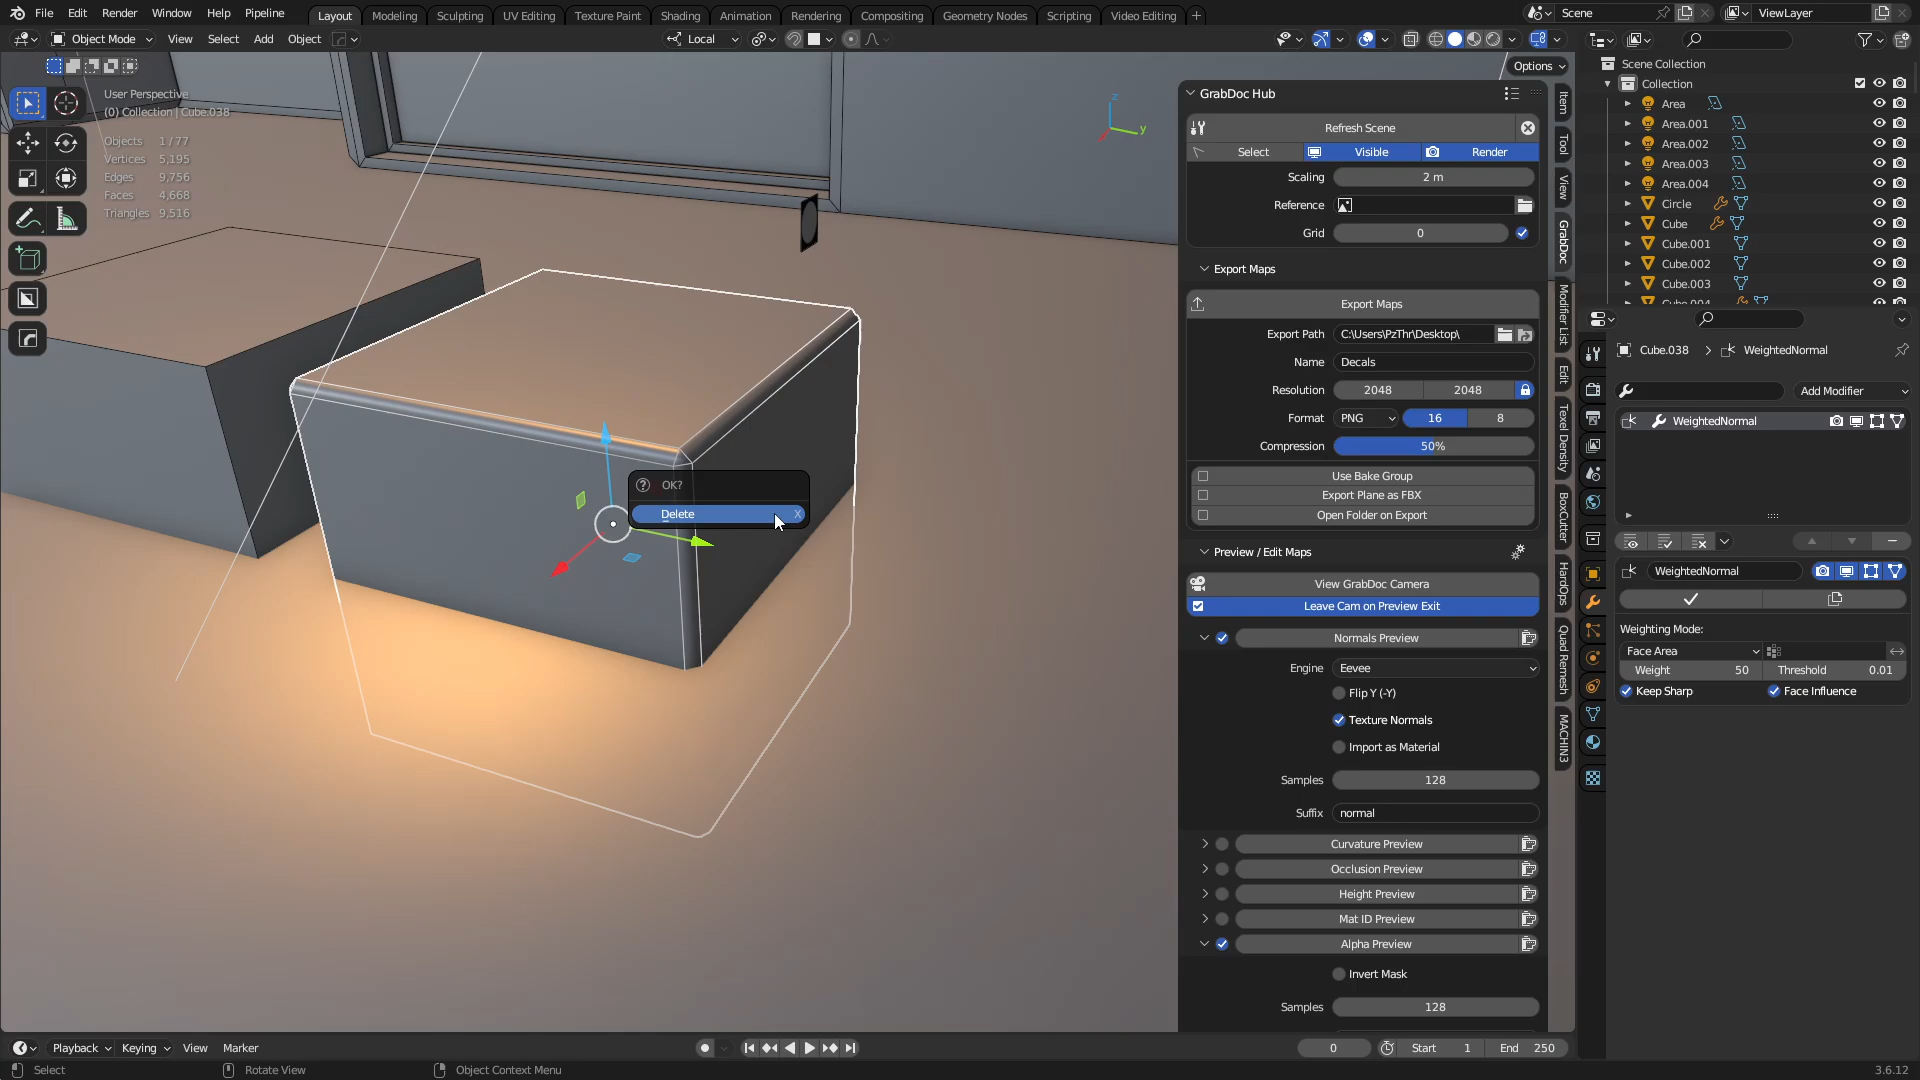 File Edit Render Window Help Pipeline Layout Modeling Sculpting UV Editing Texture Paint Shading Animation Rendering Compositing Geometry Nodes Scripting Video Editing + Scene ViewLayer
Object Mode View Select Add Object Local
Options
User Perspective
(0) Collection | Cube.038
Objects 1/77
Vertices 5,195
Edges 9,756
Faces 4,668
Triangles 9,516
z
y
OK?
Delete X
GrabDoc Hub
Refresh Scene
Select Visible Render
Scaling 2 m
Reference
Grid 0
Export Maps
Export Maps
Export Path C:\Users\PzThr\Desktop\
Name Decals
Resolution 2048 2048
Format PNG 16 8
Compression 50%
Use Bake Group
Export Plane as FBX
Open Folder on Export
Preview / Edit Maps
View GrabDoc Camera
Leave Cam on Preview Exit
Normals Preview
Engine Eevee
Flip Y (-Y)
Texture Normals
Import as Material
Samples 128
Suffix normal
Curvature Preview
Occlusion Preview
Height Preview
Mat ID Preview
Alpha Preview
Invert Mask
Samples 128
Item
Tool
View
GrabDoc
Modifier List
Edit
Texel Density
BoxCutter
HardOps
Quad Remesh
MACHIN3
Scene Collection
Collection
Area
Area.001
Area.002
Area.003
Area.004
Circle
Cube
Cube.001
Cube.002
Cube.003
Cube.004
Cube.038 WeightedNormal
Add Modifier
WeightedNormal
WeightedNormal
Weighting Mode:
Face Area
Weight 50 Threshold 0.01
Keep Sharp Face Influence
Playback Keying View Marker 0 Start 1 End 250
Select Rotate View Object Context Menu 3.6.12